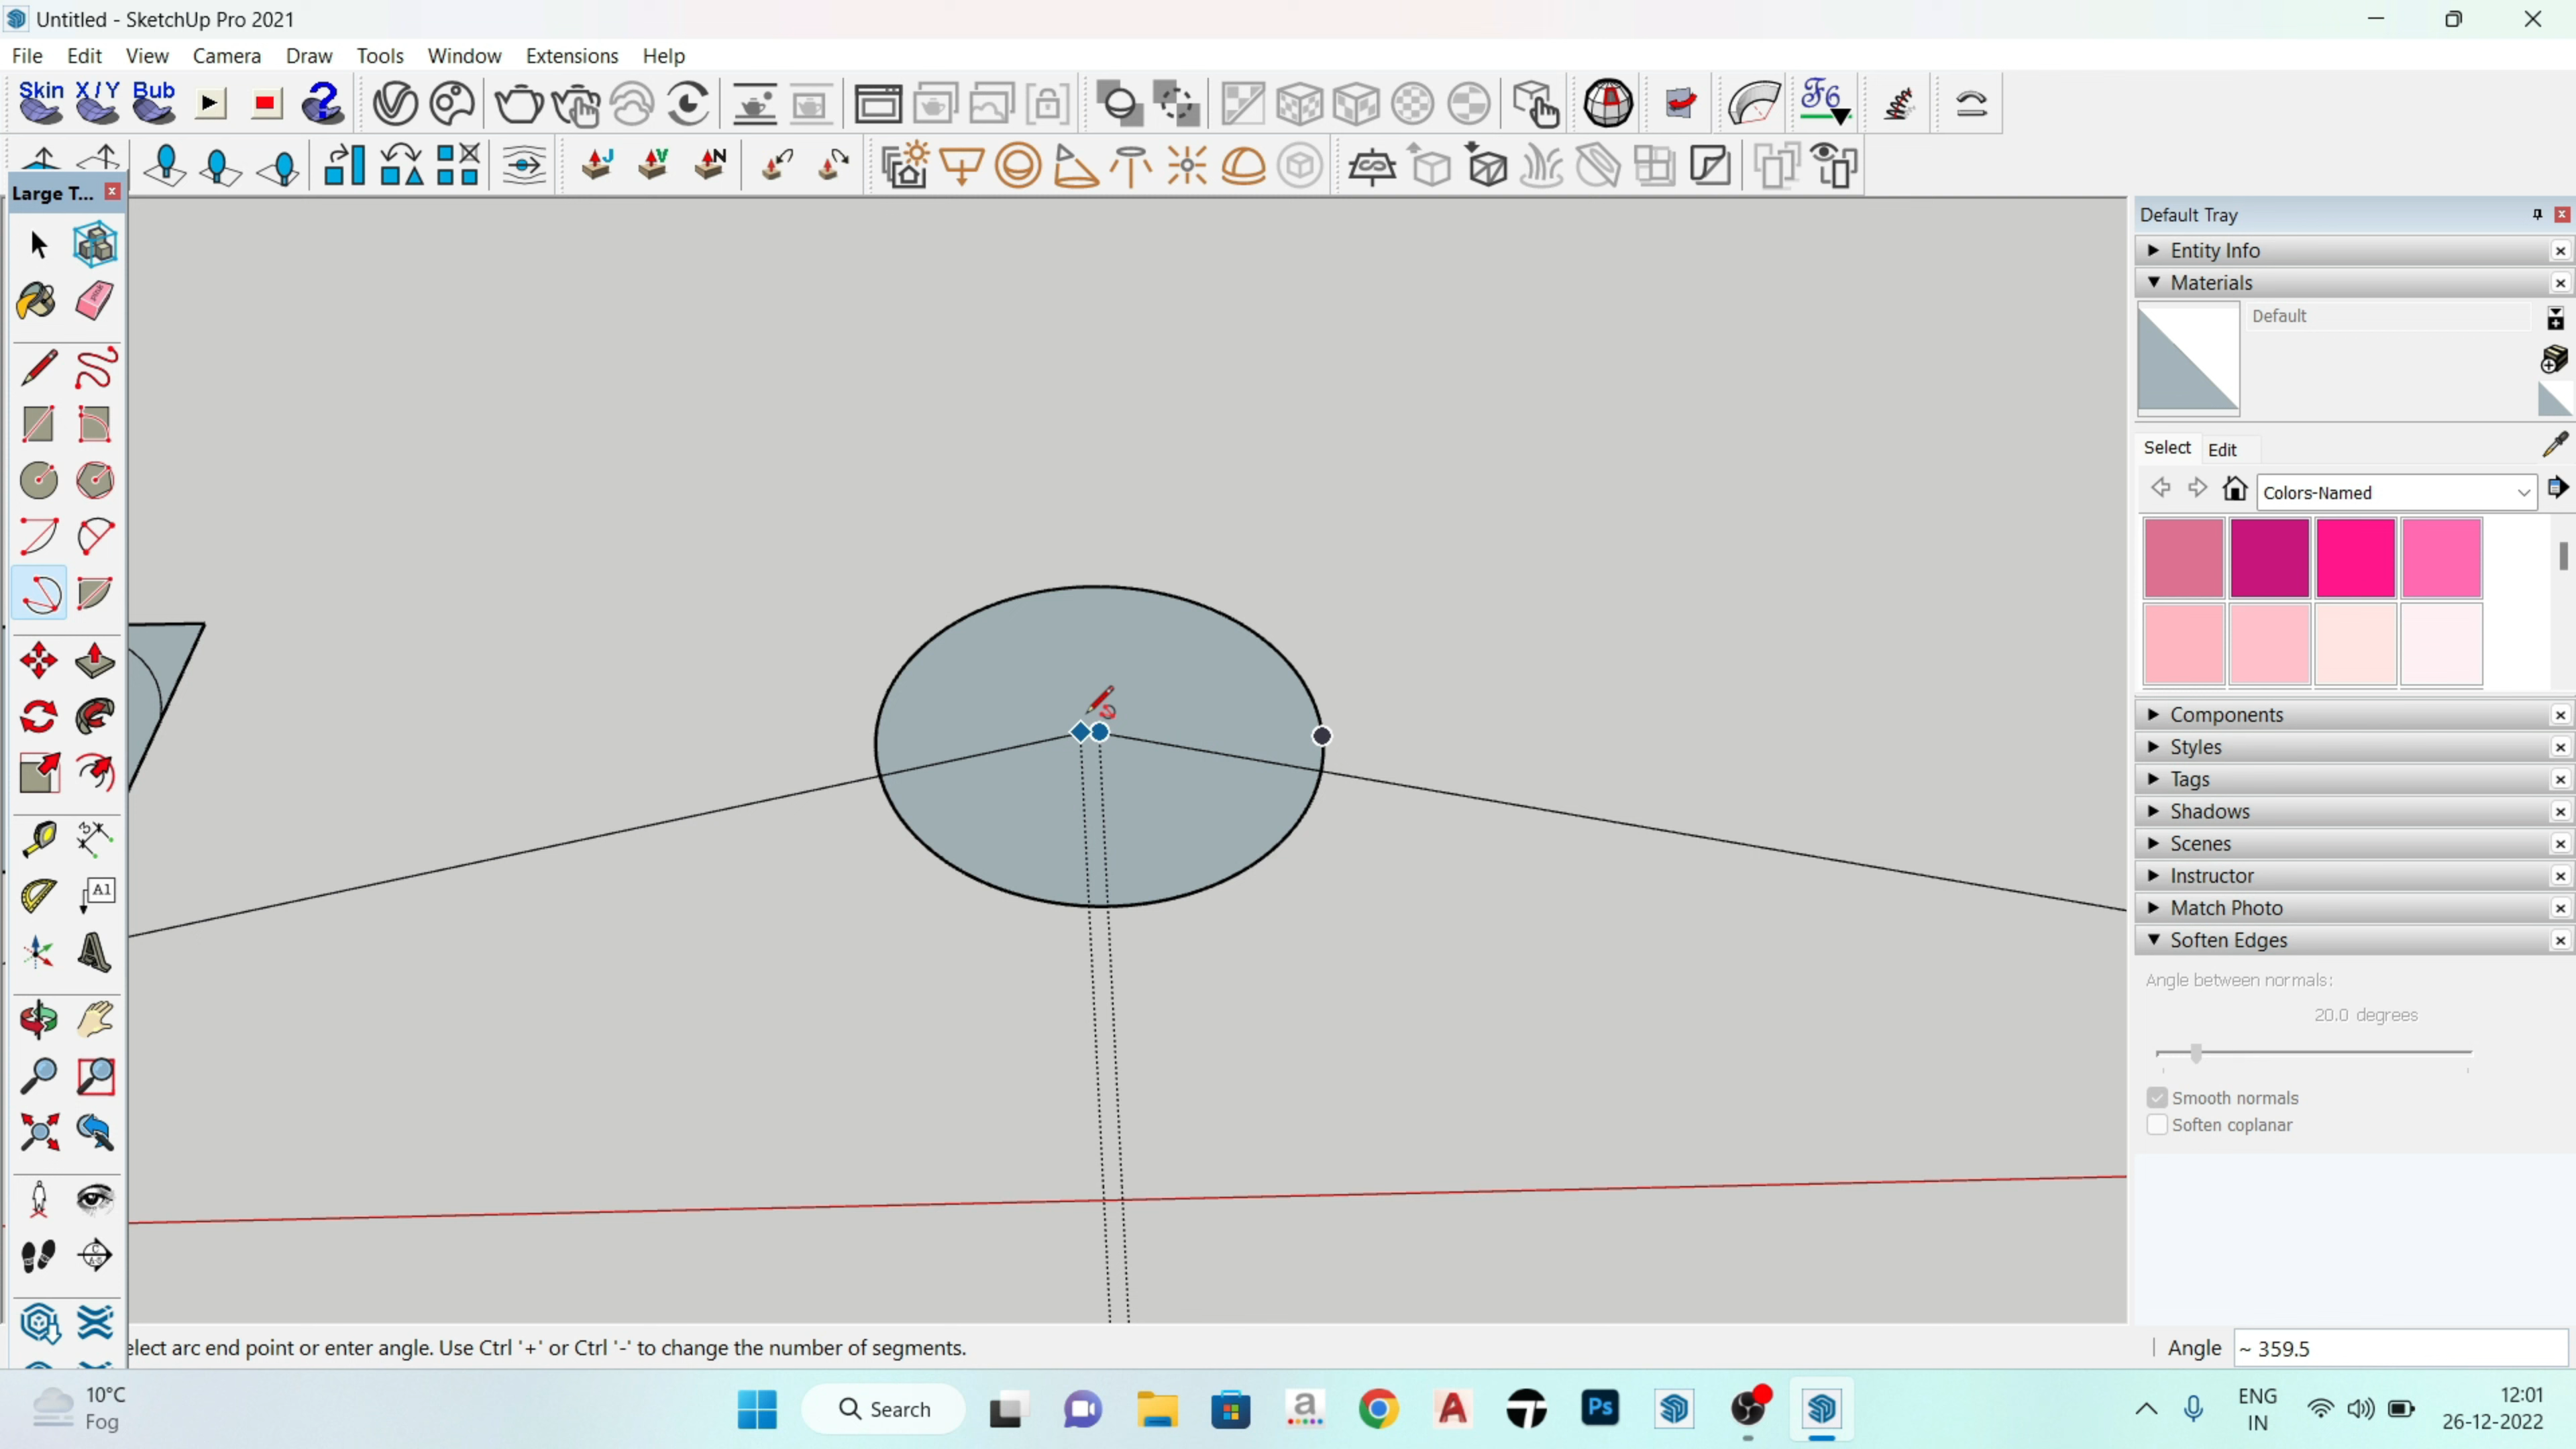 Untitled - SketchUp Pro 2021
File Edit View Camera Draw Tools Window Extensions Help
Skin X/Y Bub
F6
J V N
Large T...
A1
Default Tray
Entity Info
Materials
Default
Select Edit
Colors-Named
Components
Styles
Tags
Shadows
Scenes
Instructor
Match Photo
Soften Edges
Angle between normals:
20.0 degrees
Smooth normals
Soften coplanar
elect arc end point or enter angle. Use Ctrl '+' or Ctrl '-' to change the number of segments.
Angle ~ 359.5
10°C
Fog
Search
a
Ps
ENG
IN
12:01
26-12-2022